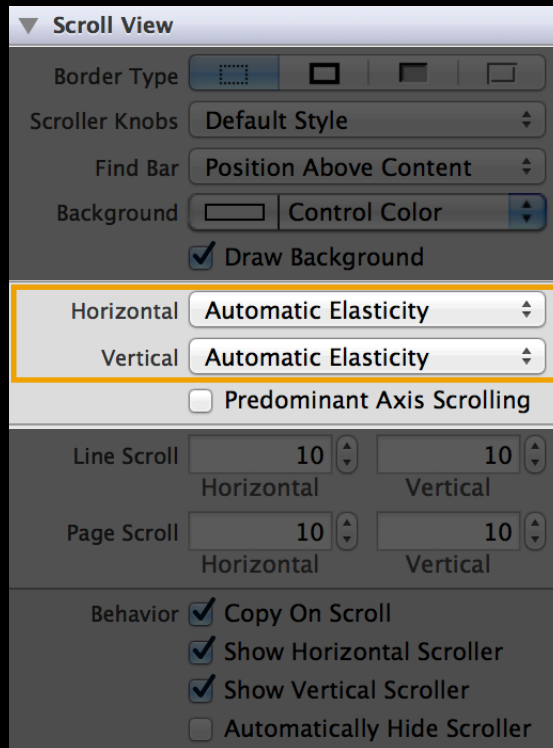 Scroll View
Border Type
Scroller Knobs Default Style
Find Bar Position Above Content
Background Control Color
Draw Background
Horizontal Automatic Elasticity
Vertical Automatic Elasticity
Predominant Axis Scrolling
Line Scroll 10 10
Horizontal Vertical
Page Scroll 10 10
Horizontal Vertical
Behavior Copy On Scroll
Show Horizontal Scroller
Show Vertical Scroller
Automatically Hide Scroller